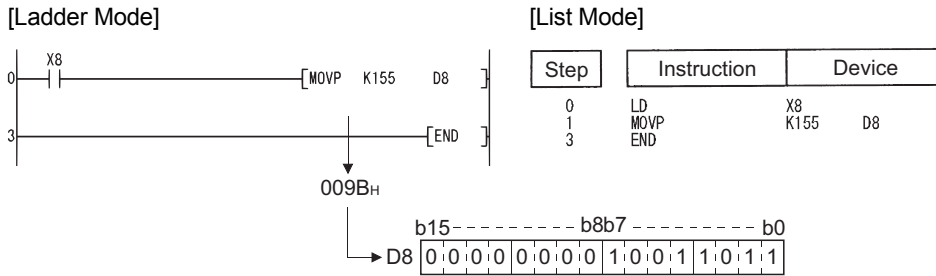 [Ladder Mode]
[List Mode]
X8
0
MOVP K155 D8
3
END
Step Instruction Device
0 LD X8
1 MOVP K155 D8
3 END
009BH
b15 b8b7 b0
D8 0 0 0 0 0 0 0 0 1 0 0 1 1 0 1 1